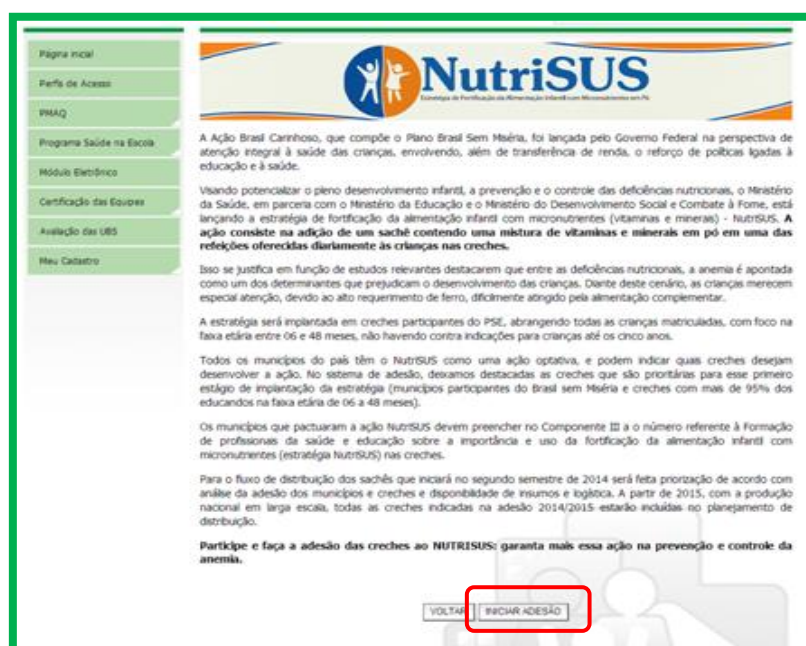 Página Inicial
Perfis de Acesso
PMAQ
Programa Saúde na Escola
Módulo Eletrônico
Certificação das Equipes
Avaliação das UBS
Meu Cadastro
NutriSUS
Estratégia de Fortificação da Alimentação Infantil com Micronutrientes em Pó
A Ação Brasil Carinhoso, que compõe o Plano Brasil Sem Miséria, foi lançada pelo Governo Federal na perspectiva de
atenção integral à saúde das crianças, envolvendo, além de transferência de renda, o reforço de políticas ligadas à
educação e à saúde.
Visando potencializar o pleno desenvolvimento infantil, a prevenção e o controle das deficiências nutricionais, o Ministério
da Saúde, em parceria com o Ministério da Educação e o Ministério do Desenvolvimento Social e Combate à Fome, está
lançando a estratégia de fortificação da alimentação infantil com micronutrientes (vitaminas e minerais) - NutriSUS. A
ação consiste na adição de um sachê contendo uma mistura de vitaminas e minerais em pó em uma das
refeições oferecidas diariamente às crianças nas creches.
Isso se justifica em função de estudos relevantes destacarem que entre as deficiências nutricionais, a anemia é apontada
como um dos determinantes que prejudicam o desenvolvimento das crianças. Diante deste cenário, as crianças merecem
especial atenção, devido ao alto requerimento de ferro, dificilmente atingido pela alimentação complementar.
A estratégia será implantada em creches participantes do PSE, abrangendo todas as crianças matriculadas, com foco na
faixa etária entre 06 e 48 meses, não havendo contra indicações para crianças até os cinco anos.
Todos os municípios do país têm o NutriSUS como uma ação optativa, e podem indicar quais creches desejam
desenvolver a ação. No sistema de adesão, deixamos destacadas as creches que são prioritárias para esse primeiro
estágio de implantação da estratégia (municípios participantes do Brasil sem Miséria e creches com mais de 95% dos
educandos na faixa etária de 06 a 48 meses).
Os municípios que pactuaram a ação NutriSUS devem preencher no Componente III a o número referente à Formação
de profissionais da saúde e educação sobre a importância e uso da fortificação da alimentação infantil com
micronutrientes (estratégia NutriSUS) nas creches.
Para o fluxo de distribuição dos sachês que iniciará no segundo semestre de 2014 será feita priorização de acordo com
análise da adesão dos municípios e creches e disponibilidade de insumos e logística. A partir de 2015, com a produção
nacional em larga escala, todas as creches indicadas na adesão 2014/2015 estarão incluídas no planejamento de
distribuição.
Participe e faça a adesão das creches ao NUTRISUS: garanta mais essa ação na prevenção e controle da
anemia.
VOLTAR INICIAR ADESÃO